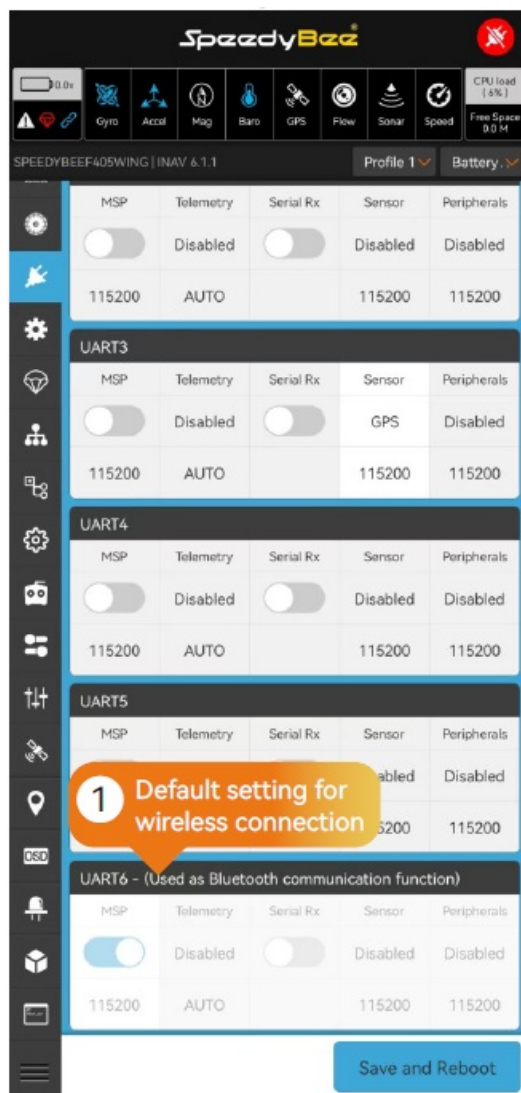 SpeedyBee
0.0v
Gyro Accel Mag Baro GPS Flow Sonar Speed
CPU load
( 6% )
Free Space
0.0 M
SPEEDYBEEF405WING | INAV 6.1.1 Profile 1 Battery.
MSP Telemetry Serial Rx Sensor Peripherals
Disabled Disabled Disabled
115200 AUTO 115200 115200
UART3
MSP Telemetry Serial Rx Sensor Peripherals
Disabled GPS Disabled
115200 AUTO 115200 115200
UART4
MSP Telemetry Serial Rx Sensor Peripherals
Disabled Disabled Disabled
115200 AUTO 115200 115200
UART5
MSP Telemetry Serial Rx Sensor Peripherals
abled Disabled
1 Default setting for
wireless connection
5200 115200
OSD
UART6 - (Used as Bluetooth communication function)
MSP Telemetry Serial Rx Sensor Peripherals
Disabled Disabled Disabled
115200 AUTO 115200 115200
Save and Reboot